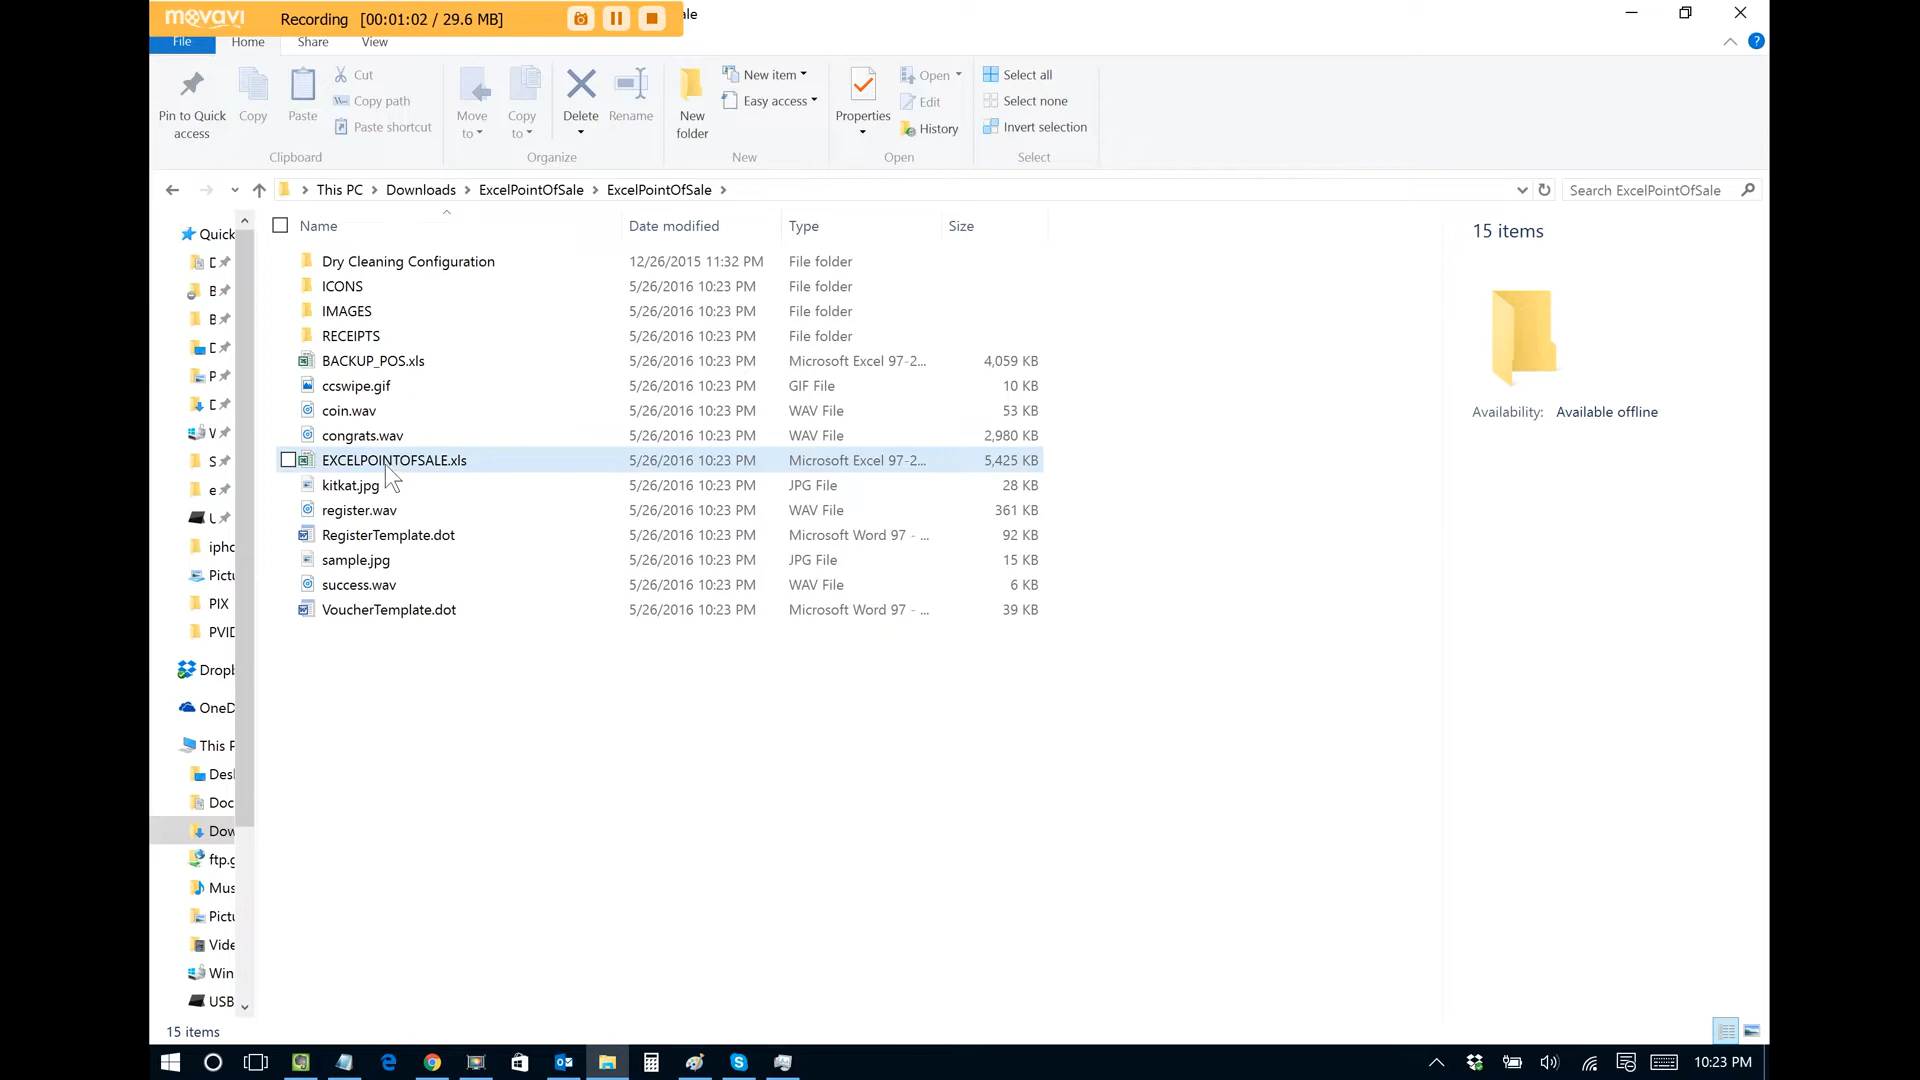 movavi Recording [00:01:02 / 29.6 MB] ale
File Home Share View
Pin to Quick access
Copy
Paste
Cut
Copy path
Paste shortcut
Clipboard
Move to
Copy to
Delete
Rename
Organize
New folder
New item
Easy access
New
Properties
Open
Edit
History
Open
Select all
Select none
Invert selection
Select
This PC Downloads ExcelPointOfSale ExcelPointOfSale
Search ExcelPointOfSale
Name Date modified Type Size
Dry Cleaning Configuration 12/26/2015 11:32 PM File folder
ICONS 5/26/2016 10:23 PM File folder
IMAGES 5/26/2016 10:23 PM File folder
RECEIPTS 5/26/2016 10:23 PM File folder
BACKUP_POS.xls 5/26/2016 10:23 PM Microsoft Excel 97-2... 4,059 KB
ccswipe.gif 5/26/2016 10:23 PM GIF File 10 KB
coin.wav 5/26/2016 10:23 PM WAV File 53 KB
congrats.wav 5/26/2016 10:23 PM WAV File 2,980 KB
EXCELPOINTOFSALE.xls 5/26/2016 10:23 PM Microsoft Excel 97-2... 5,425 KB
kitkat.jpg 5/26/2016 10:23 PM JPG File 28 KB
register.wav 5/26/2016 10:23 PM WAV File 361 KB
RegisterTemplate.dot 5/26/2016 10:23 PM Microsoft Word 97 - ... 92 KB
sample.jpg 5/26/2016 10:23 PM JPG File 15 KB
success.wav 5/26/2016 10:23 PM WAV File 6 KB
VoucherTemplate.dot 5/26/2016 10:23 PM Microsoft Word 97 - ... 39 KB
Quick
D
B
B
D
P
D
W
S
e
U
ipho
Pictu
PIX
PVID
Dropb
OneD
This P
Desk
Doc
Dow
ftp.g
Mus
Pictu
Vide
Win
USB
15 items
Availability: Available offline
15 items
10:23 PM